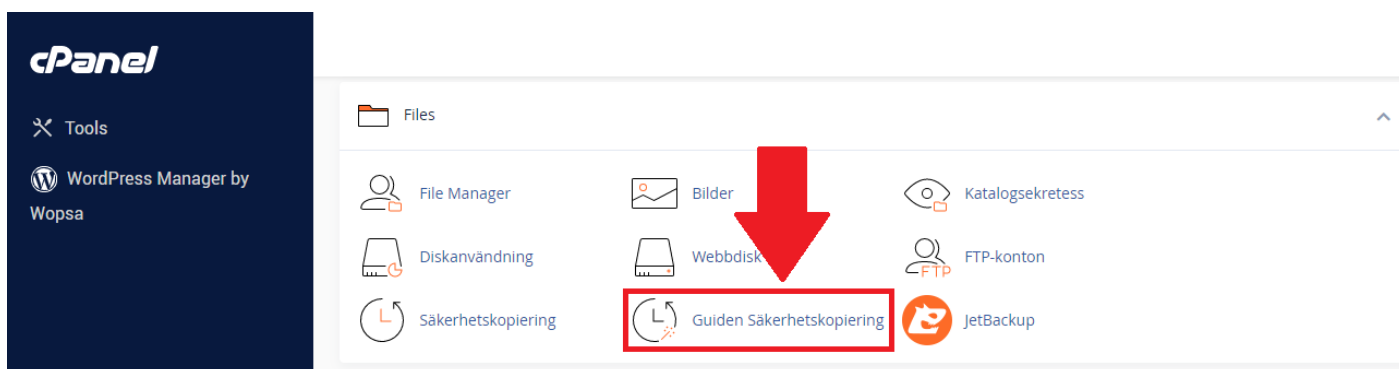 cPanel
Tools
WordPress Manager by
Wopsa
Files
File Manager
Bilder
Katalogsekretess
Diskanvändning
Webbdisk
FTP-konton
FTP
Säkerhetskopiering
Guiden Säkerhetskopiering
JetBackup